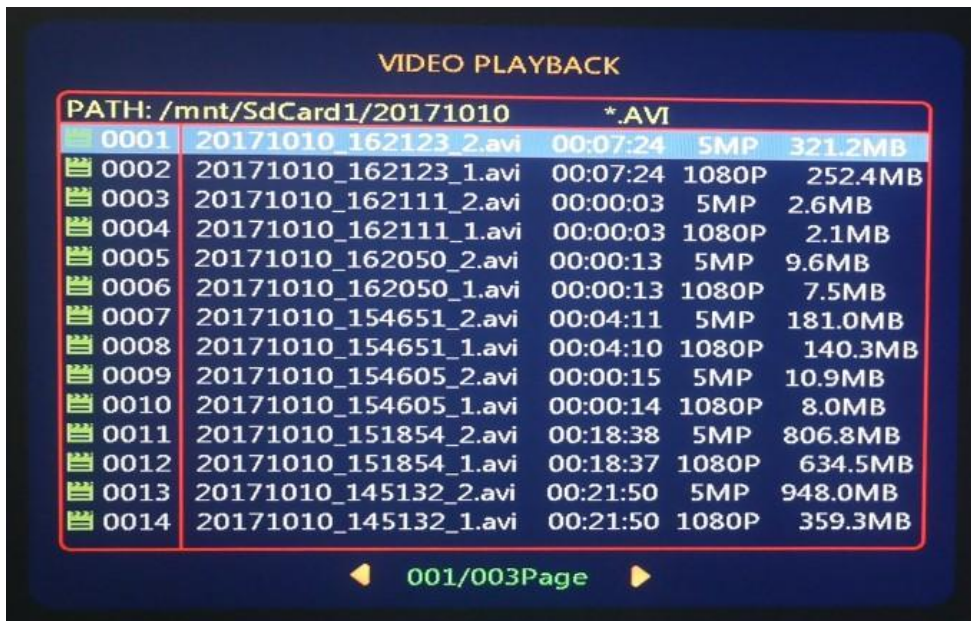 VIDEO PLAYBACK
PATH: /mnt/SdCard1/20171010 *.AVI
0001 20171010_162123_2.avi 00:07:24 5MP 321.2MB
0002 20171010_162123_1.avi 00:07:24 1080P 252.4MB
0003 20171010_162111_2.avi 00:00:03 5MP 2.6MB
0004 20171010_162111_1.avi 00:00:03 1080P 2.1MB
0005 20171010_162050_2.avi 00:00:13 5MP 9.6MB
0006 20171010_162050_1.avi 00:00:13 1080P 7.5MB
0007 20171010_154651_2.avi 00:04:11 5MP 181.0MB
0008 20171010_154651_1.avi 00:04:10 1080P 140.3MB
0009 20171010_154605_2.avi 00:00:15 5MP 10.9MB
0010 20171010_154605_1.avi 00:00:14 1080P 8.0MB
0011 20171010_151854_2.avi 00:18:38 5MP 806.8MB
0012 20171010_151854_1.avi 00:18:37 1080P 634.5MB
0013 20171010_145132_2.avi 00:21:50 5MP 948.0MB
0014 20171010_145132_1.avi 00:21:50 1080P 359.3MB
001/003Page